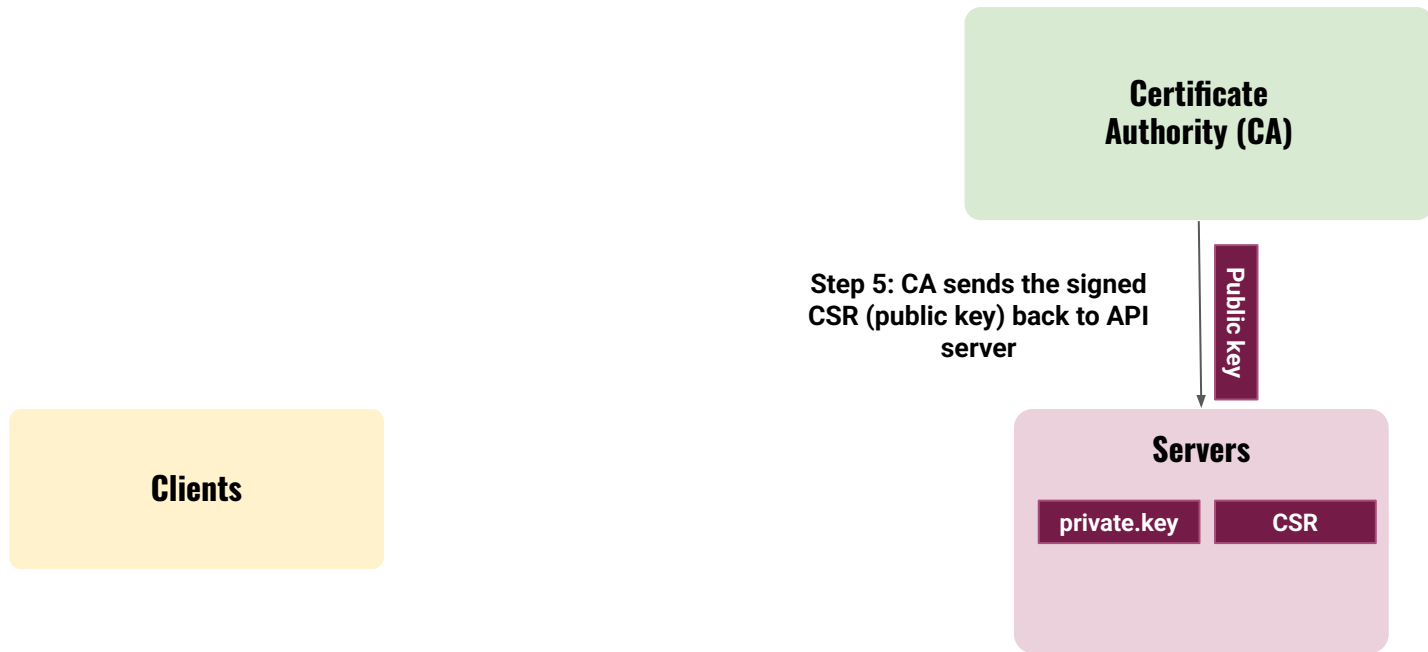 Certificate
Authority (CA)
Step 5: CA sends the signed
CSR (public key) back to API
server
Public key
Clients
Servers
private.key
CSR